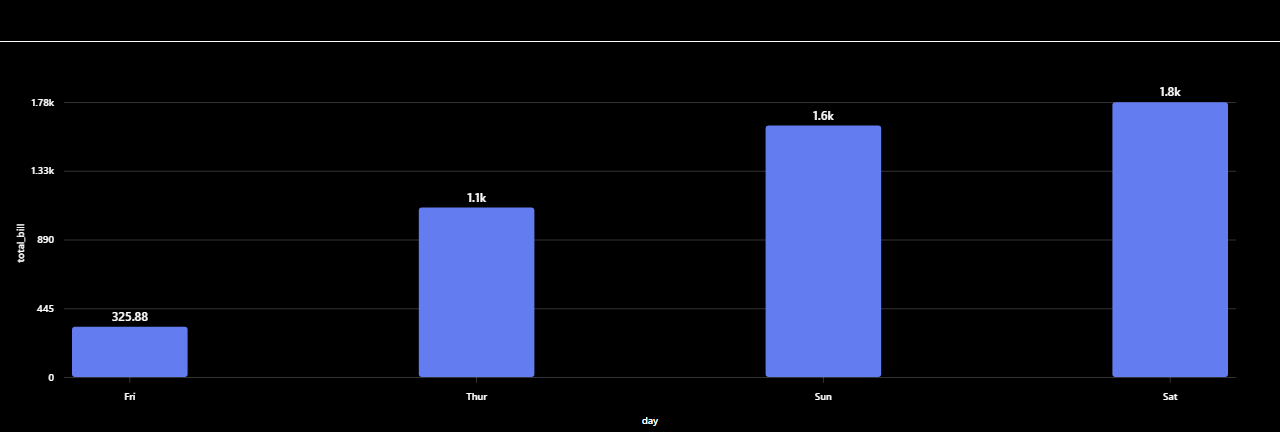 1.8k
1.78k
1.6k
1.33k
1.1k
total_bill
890
445
325.88
0
Fri Thur Sun Sat
day